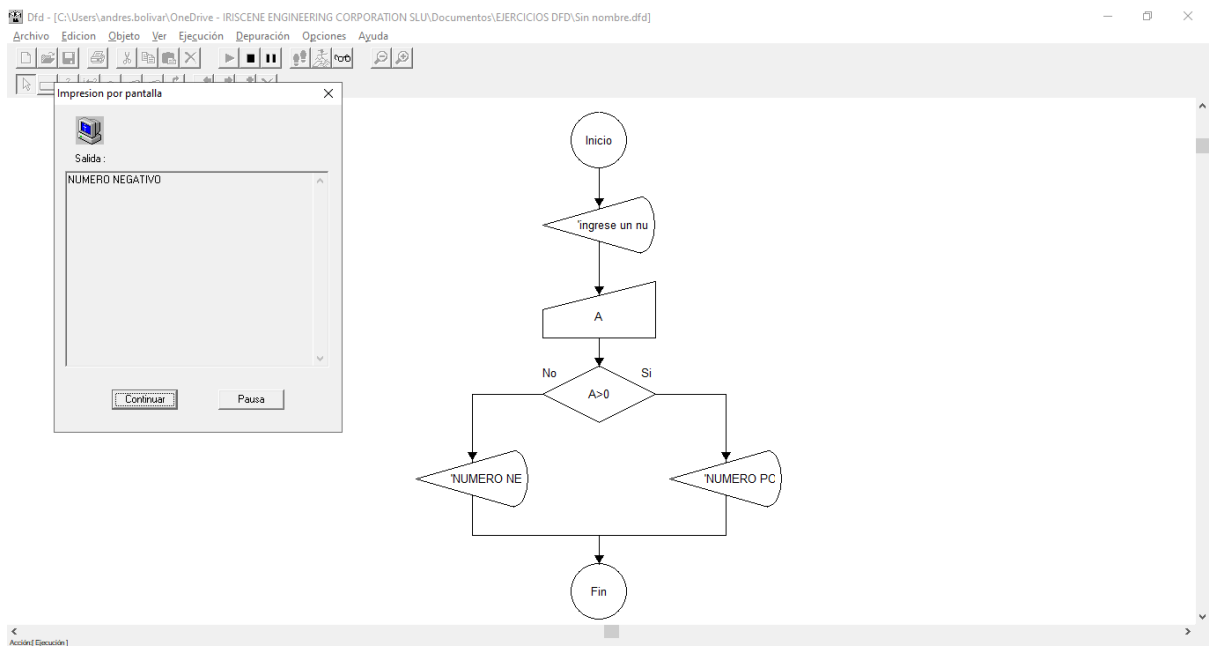 Dfd - [C:\Users\andres.bolivar\OneDrive - IRISCENE ENGINEERING CORPORATION SLU\Documentos\EJERCICIOS DFD\Sin nombre.dfd]
Archivo Edicion Objeto Ver Ejecución Depuración Opciones Ayuda
Impresion por pantalla
Salida :
NUMERO NEGATIVO
Continuar Pausa
Inicio
'ingrese un nu
A
No Si
A>0
'NUMERO NE 'NUMERO PO
Fin
Acción:[ Ejecución ]